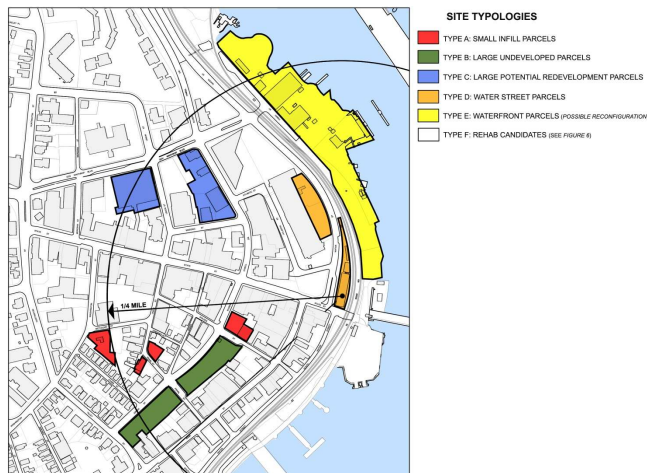 SITE TYPOLOGIES
TYPE A: SMALL INFILL PARCELS
TYPE B: LARGE UNDEVELOPED PARCELS
TYPE C: LARGE POTENTIAL REDEVELOPMENT PARCELS
TYPE D: WATER STREET PARCELS
TYPE E: WATERFRONT PARCELS (POSSIBLE RECONFIGURATION
TYPE F: REHAB CANDIDATES (SEE FIGURE 6)
1/4 MILE